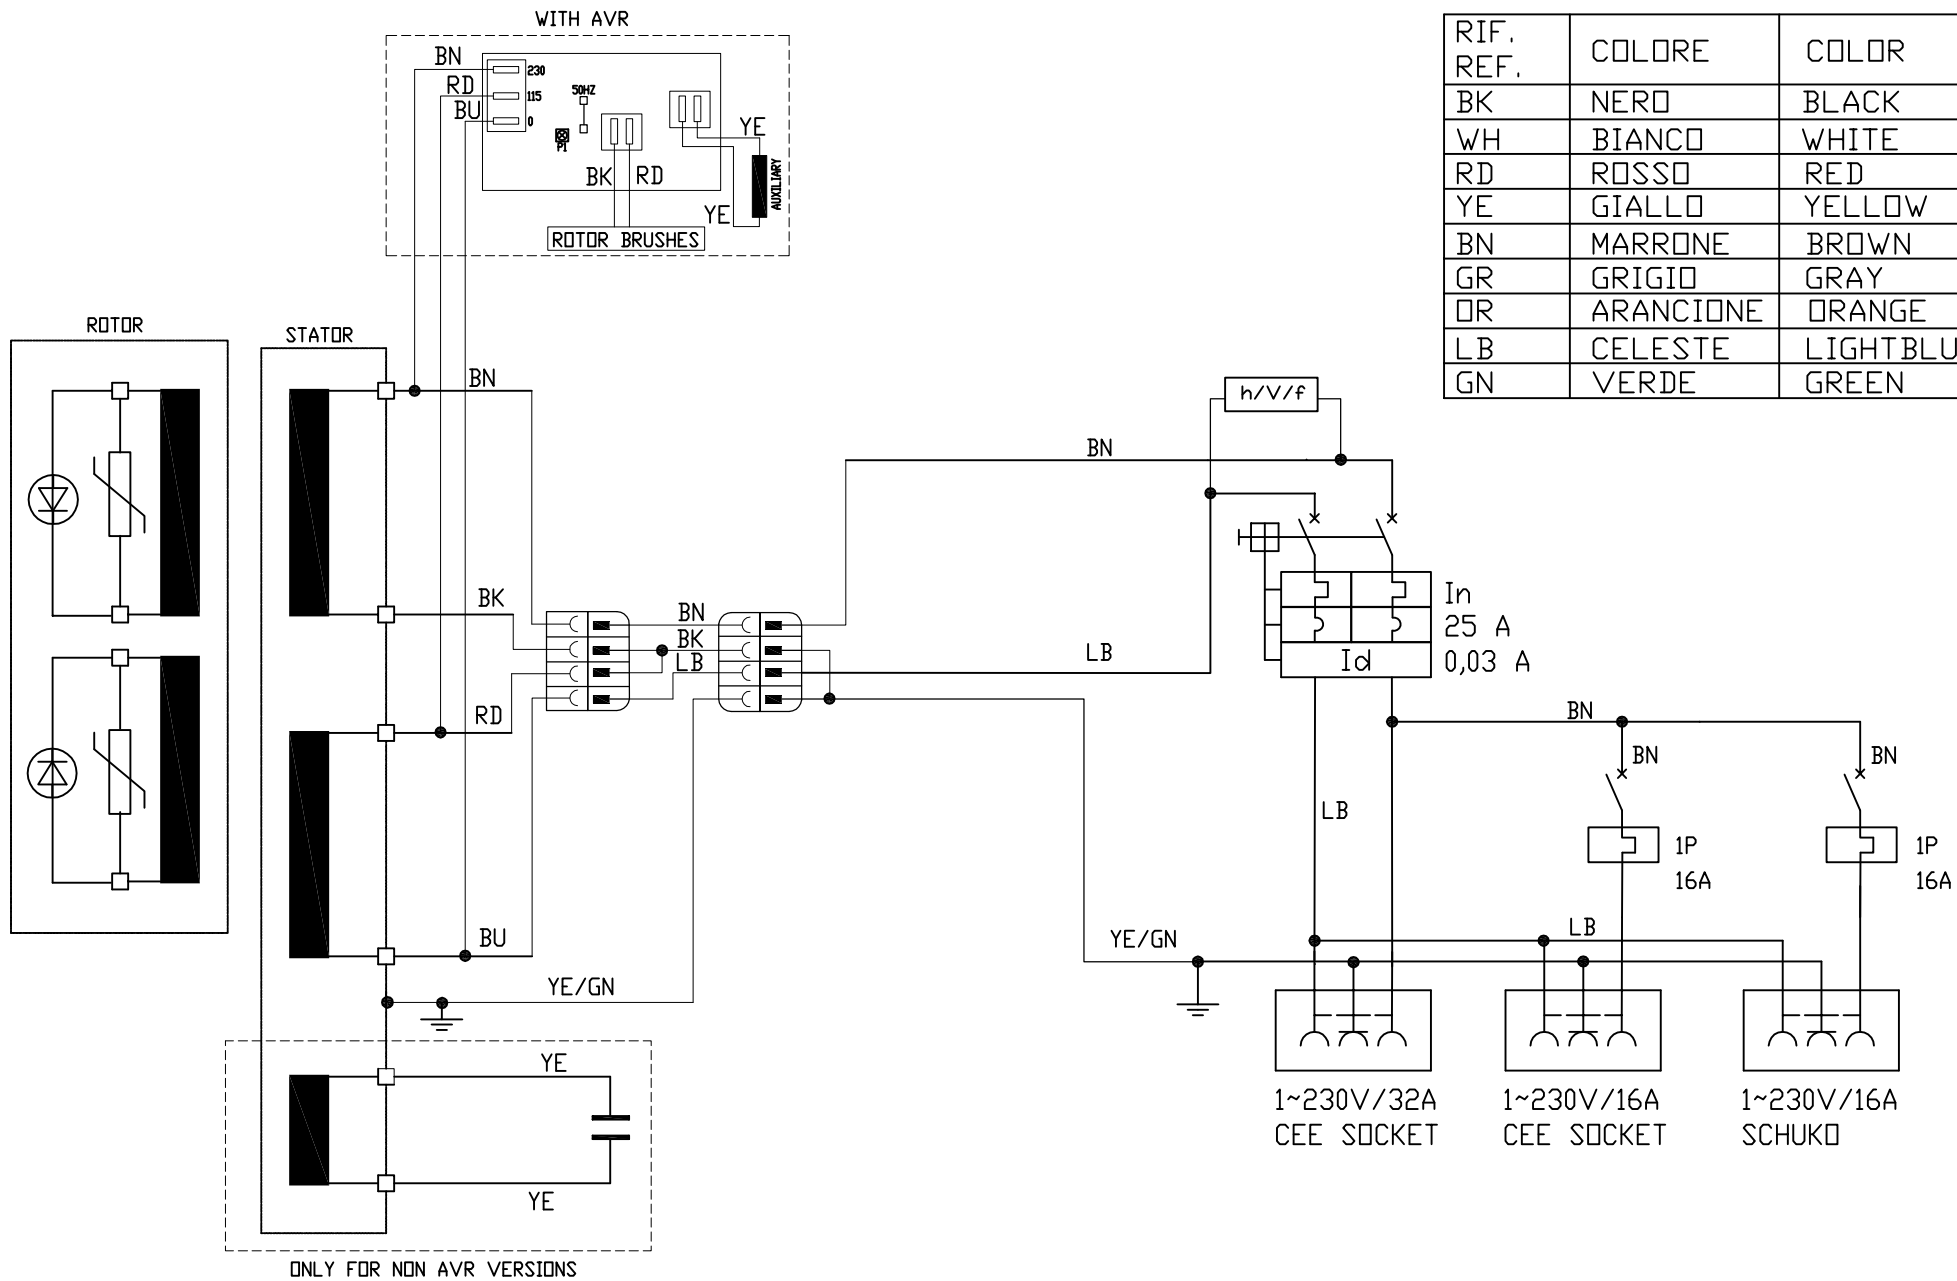 WITH AVR
BN
RD
BU
230
115
0
50HZ
P1
BK
RD
YE
YE
AUXILIARY
ROTOR BRUSHES
RIF. REF. COLORE COLOR
BK NERO BLACK
WH BIANCO WHITE
RD ROSSO RED
YE GIALLO YELLOW
BN MARRONE BROWN
GR GRIGIO GRAY
OR ARANCIONE ORANGE
LB CELESTE LIGHTBLU
GN VERDE GREEN
ROTOR
STATOR
BN
BK
RD
BU
YE/GN
BN
BK
LB
h/V/f
BN
LB
In
25 A
Id
0,03 A
BN
BN
BN
LB
1P
16A
1P
16A
LB
YE/GN
1~230V/32A
CEE SOCKET
1~230V/16A
CEE SOCKET
1~230V/16A
SCHUKO
YE
YE
ONLY FOR NON AVR VERSIONS